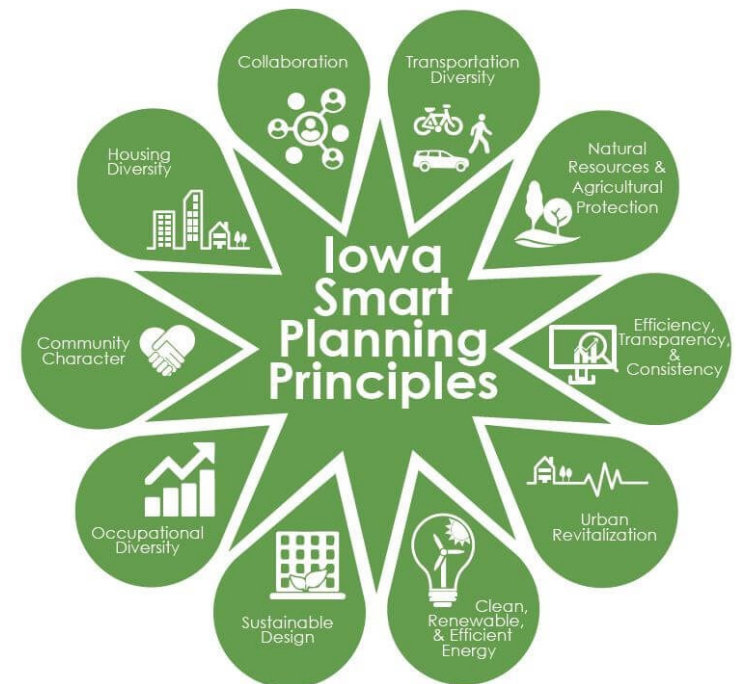 Collaboration
Transportation
Diversity
Natural
Resources &
Agricultural
Protection
Efficiency,
Transparency,
&
Consistency
Urban
Revitalization
Clean,
Renewable,
& Efficient
Energy
Sustainable
Design
Occupational
Diversity
Community
Character
Housing
Diversity
Iowa
Smart
Planning
Principles